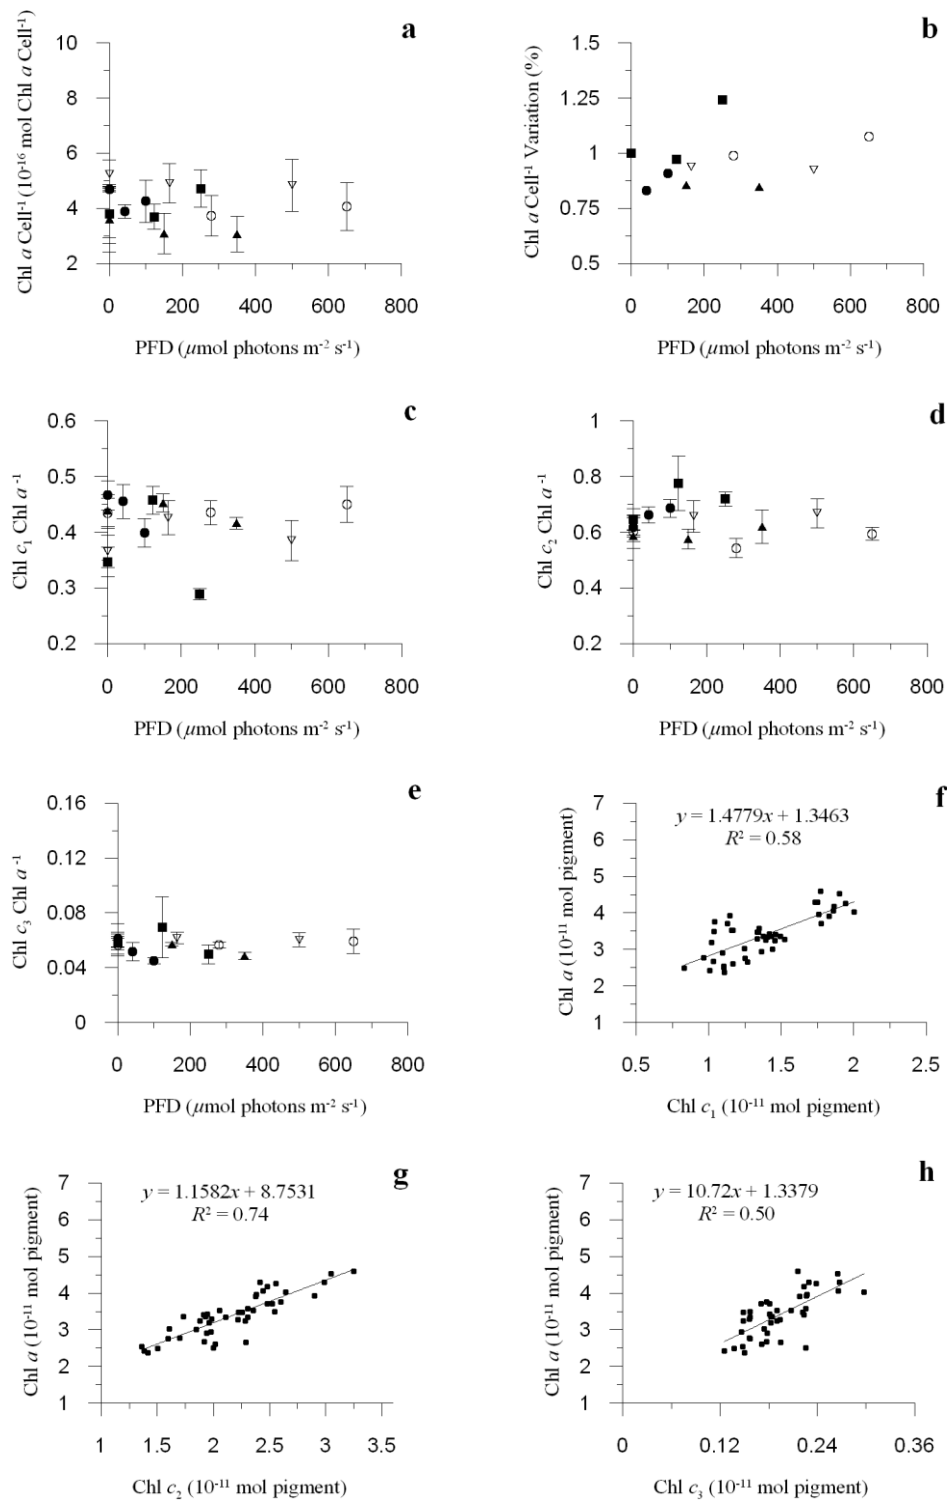 a
10
8
6
4
2
Chl a Cell⁻¹ (10⁻¹⁶ mol Chl a Cell⁻¹)
0 200 400 600 800
PFD (μmol photons m⁻² s⁻¹)
b
1.5
1.25
1
0.75
0.5
Chl a Cell⁻¹ Variation (%)
0 200 400 600 800
PFD (μmol photons m⁻² s⁻¹)
c
0.6
0.5
0.4
0.3
0.2
Chl c₁ Chl a⁻¹
0 200 400 600 800
PFD (μmol photons m⁻² s⁻¹)
d
1
0.8
0.6
0.4
0.2
Chl c₂ Chl a⁻¹
0 200 400 600 800
PFD (μmol photons m⁻² s⁻¹)
e
0.16
0.12
0.08
0.04
0
Chl c₃ Chl a⁻¹
0 200 400 600 800
PFD (μmol photons m⁻² s⁻¹)
f
y = 1.4779x + 1.3463
R² = 0.58
7
6
5
4
3
2
1
Chl a (10⁻¹¹ mol pigment)
0.5 1 1.5 2 2.5
Chl c₁ (10⁻¹¹ mol pigment)
g
y = 1.1582x + 8.7531
R² = 0.74
7
6
5
4
3
2
1
Chl a (10⁻¹¹ mol pigment)
1 1.5 2 2.5 3 3.5
Chl c₂ (10⁻¹¹ mol pigment)
h
y = 10.72x + 1.3379
R² = 0.50
7
6
5
4
3
2
1
Chl a (10⁻¹¹ mol pigment)
0 0.12 0.24 0.36
Chl c₃ (10⁻¹¹ mol pigment)